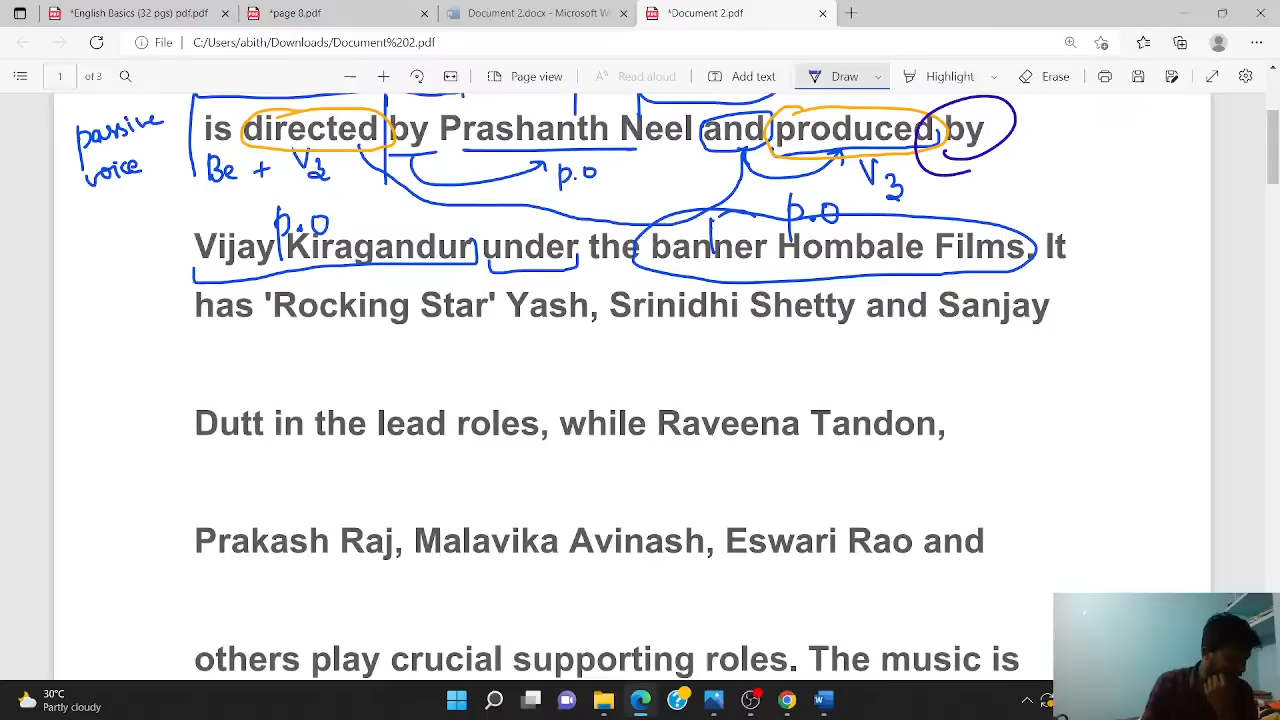 *English Basics (32 pgs) pdf.pdf
*page 8.pdf
Document 2.docx - Microsoft W
*Document 2.pdf
File
C:/Users/abith/Downloads/Document%202.pdf
1
Page view
Read aloud
Add text
Draw
Highlight
Erase
passive
voice
is directed by Prashanth Neel and produced by
Be + V3
p.o
V3
p.o
p.o
Vijay Kiragandur under the banner Hombale Films. It
has 'Rocking Star' Yash, Srinidhi Shetty and Sanjay
Dutt in the lead roles, while Raveena Tandon,
Prakash Raj, Malavika Avinash, Eswari Rao and
others play crucial supporting roles. The music is
30°C
Partly cloudy